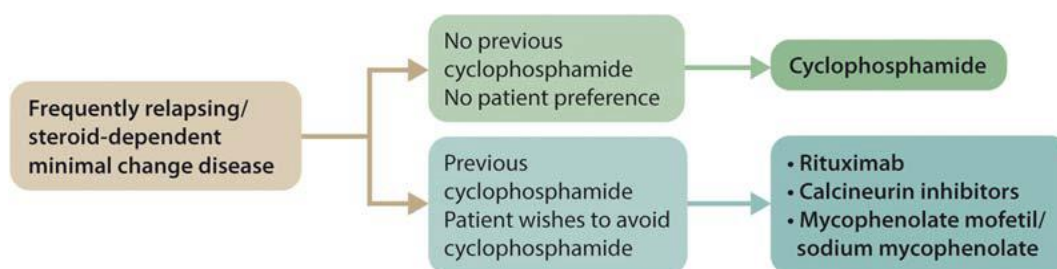 Frequently relapsing/
steroid-dependent
minimal change disease
No previous
cyclophosphamide
No patient preference
Cyclophosphamide
Previous
cyclophosphamide
Patient wishes to avoid
cyclophosphamide
• Rituximab
• Calcineurin inhibitors
• Mycophenolate mofetil/
sodium mycophenolate